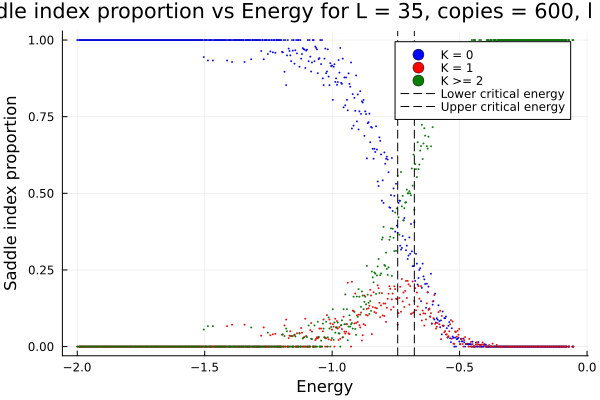 dle index proportion vs Energy for L = 35, copies = 600, I
1.00
0.75
0.50
0.25
0.00
Saddle index proportion
K = 0
K = 1
K >= 2
Lower critical energy
Upper critical energy
−2.0 −1.5 −1.0 −0.5 0.0
Energy